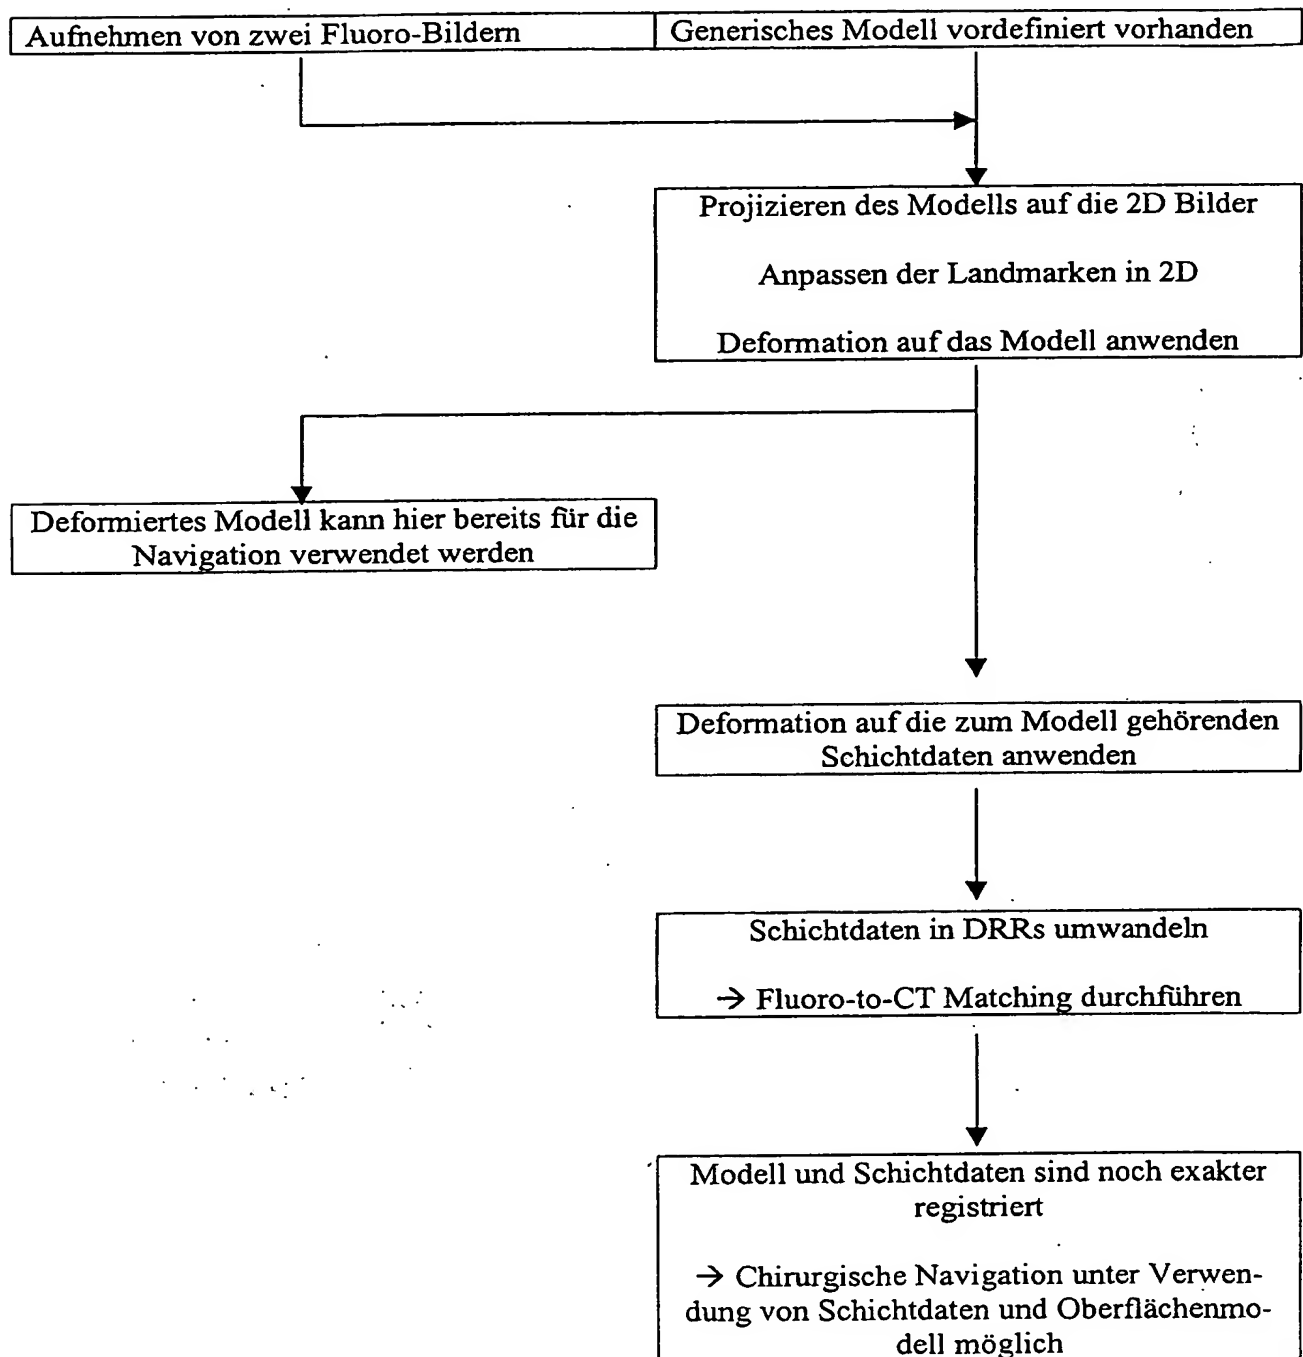 Aufnehmen von zwei Fluoro-Bildern
Generisches Modell vordefiniert vorhanden
Projizieren des Modells auf die 2D Bilder
Anpassen der Landmarken in 2D
Deformation auf das Modell anwenden
Deformiertes Modell kann hier bereits für die
Navigation verwendet werden
Deformation auf die zum Modell gehörenden
Schichtdaten anwenden
Schichtdaten in DRRs umwandeln
→ Fluoro-to-CT Matching durchführen
Modell und Schichtdaten sind noch exakter
registriert
→ Chirurgische Navigation unter Verwen-
dung von Schichtdaten und Oberflächenmo-
dell möglich